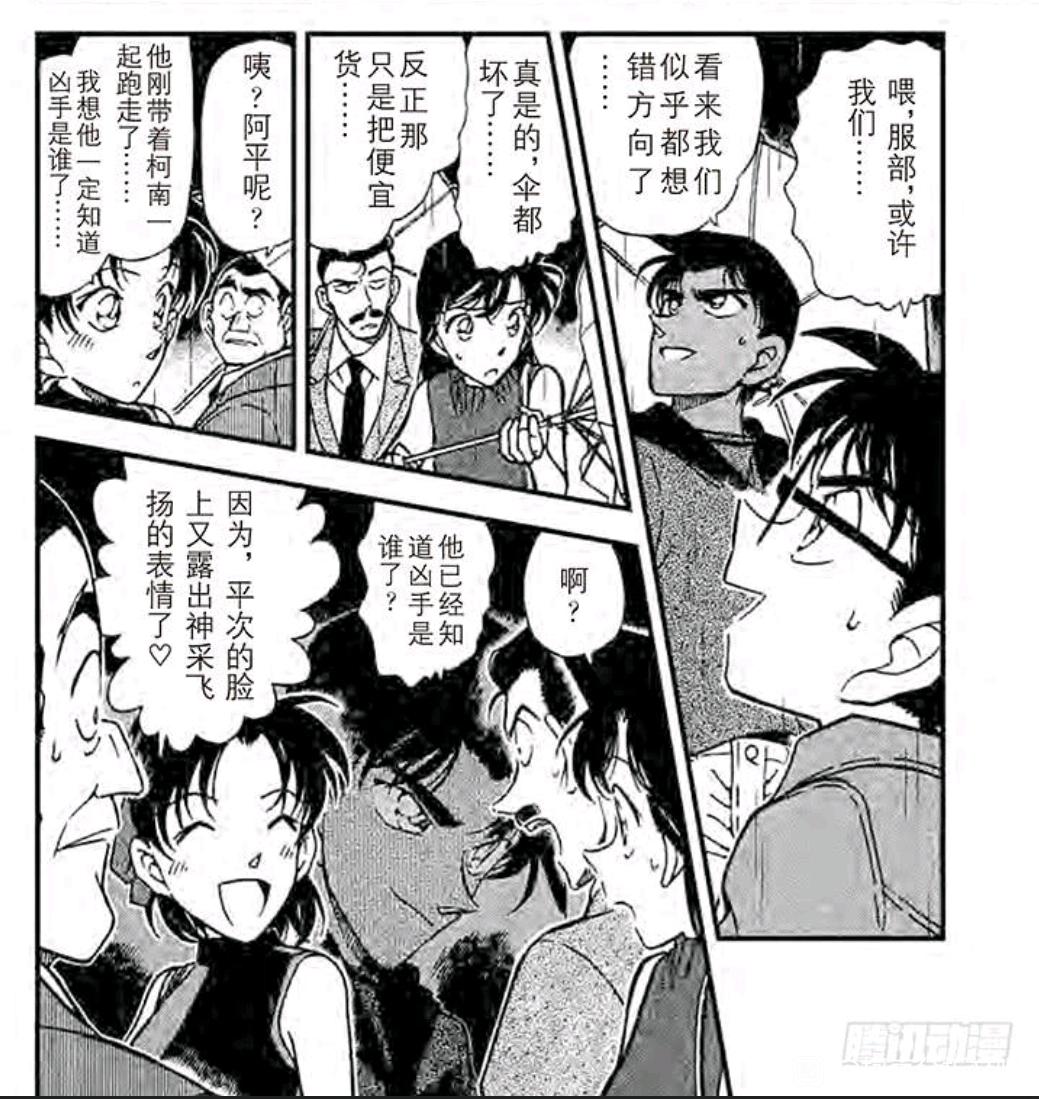 喂，服部，或许
我们……
看来我们
似乎都想
错方向了
……
真是的，伞都
坏了……
反正那
只是把便宜
货……
咦？阿平呢？
他刚带着柯南一
起跑走了……
我想他一定知道
凶手是谁了……
啊？
他已经知
道凶手是
谁了？
因为，平次的脸
上又露出神采飞
扬的表情了♡
腾讯动漫